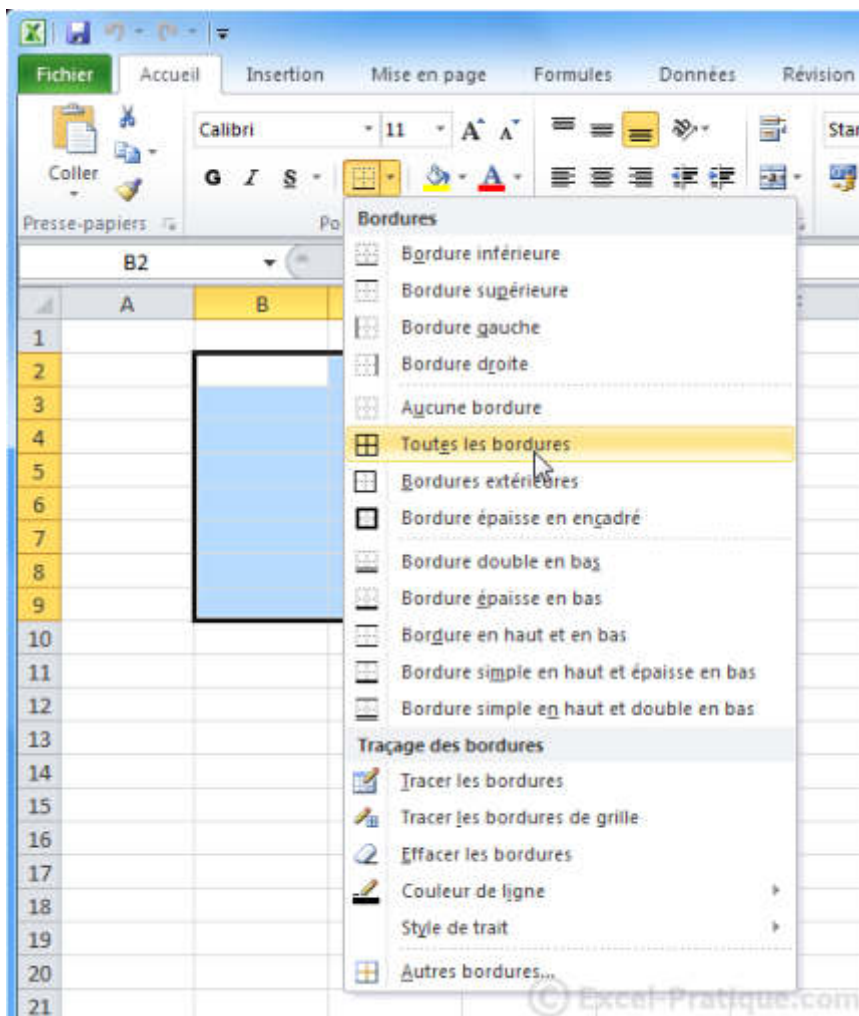 Fichier Accueil Insertion Mise en page Formules Données Révision
Calibri 11 A A
Coller
G I S A
Presse-papiers
B2
A B
Bordures
Bordure inférieure
Bordure supérieure
Bordure gauche
Bordure droite
Aucune bordure
Toutes les bordures
Bordures extérieures
Bordure épaisse en encadré
Bordure double en bas
Bordure épaisse en bas
Bordure en haut et en bas
Bordure simple en haut et épaisse en bas
Bordure simple en haut et double en bas
Traçage des bordures
Tracer les bordures
Tracer les bordures de grille
Effacer les bordures
Couleur de ligne
Style de trait
Autres bordures...
1
2
3
4
5
6
7
8
9
10
11
12
13
14
15
16
17
18
19
20
21
© Excel-Pratique.com